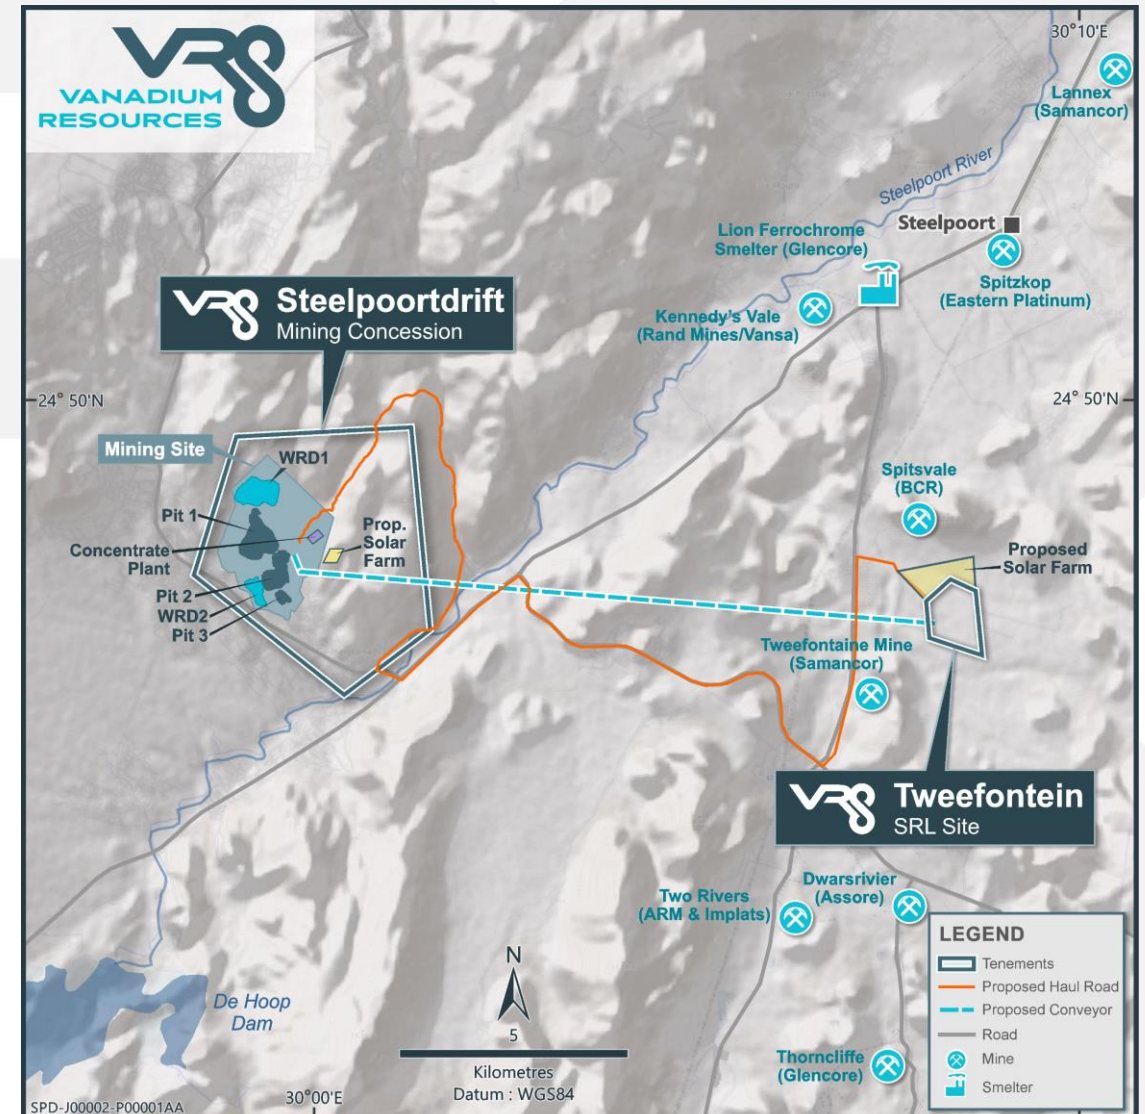 VR8
VANADIUM
RESOURCES
30°10'E
Lannex
(Samancor)
Steelpoort River
Steelpoort
Lion Ferrochrome
Smelter (Glencore)
Spitzkop
(Eastern Platinum)
Kennedy's Vale
(Rand Mines/Vansa)
VR8 Steelpoortdrift
Mining Concession
24° 50'N
24° 50'N
Mining Site
WRD1
Pit 1
Concentrate
Plant
Prop.
Solar
Farm
Pit 2
WRD2
Pit 3
Spitsvale
(BCR)
Proposed
Solar Farm
Tweefontaine Mine
(Samancor)
VR8 Tweefontein
SRL Site
Two Rivers
(ARM & Implats)
Dwarsrivier
(Assore)
De Hoop
Dam
N
5
Kilometres
Datum : WGS84
Thorncliffe
(Glencore)
LEGEND
Tenements
Proposed Haul Road
Proposed Conveyor
Road
Mine
Smelter
30°00'E
SPD-J00002-P00001AA